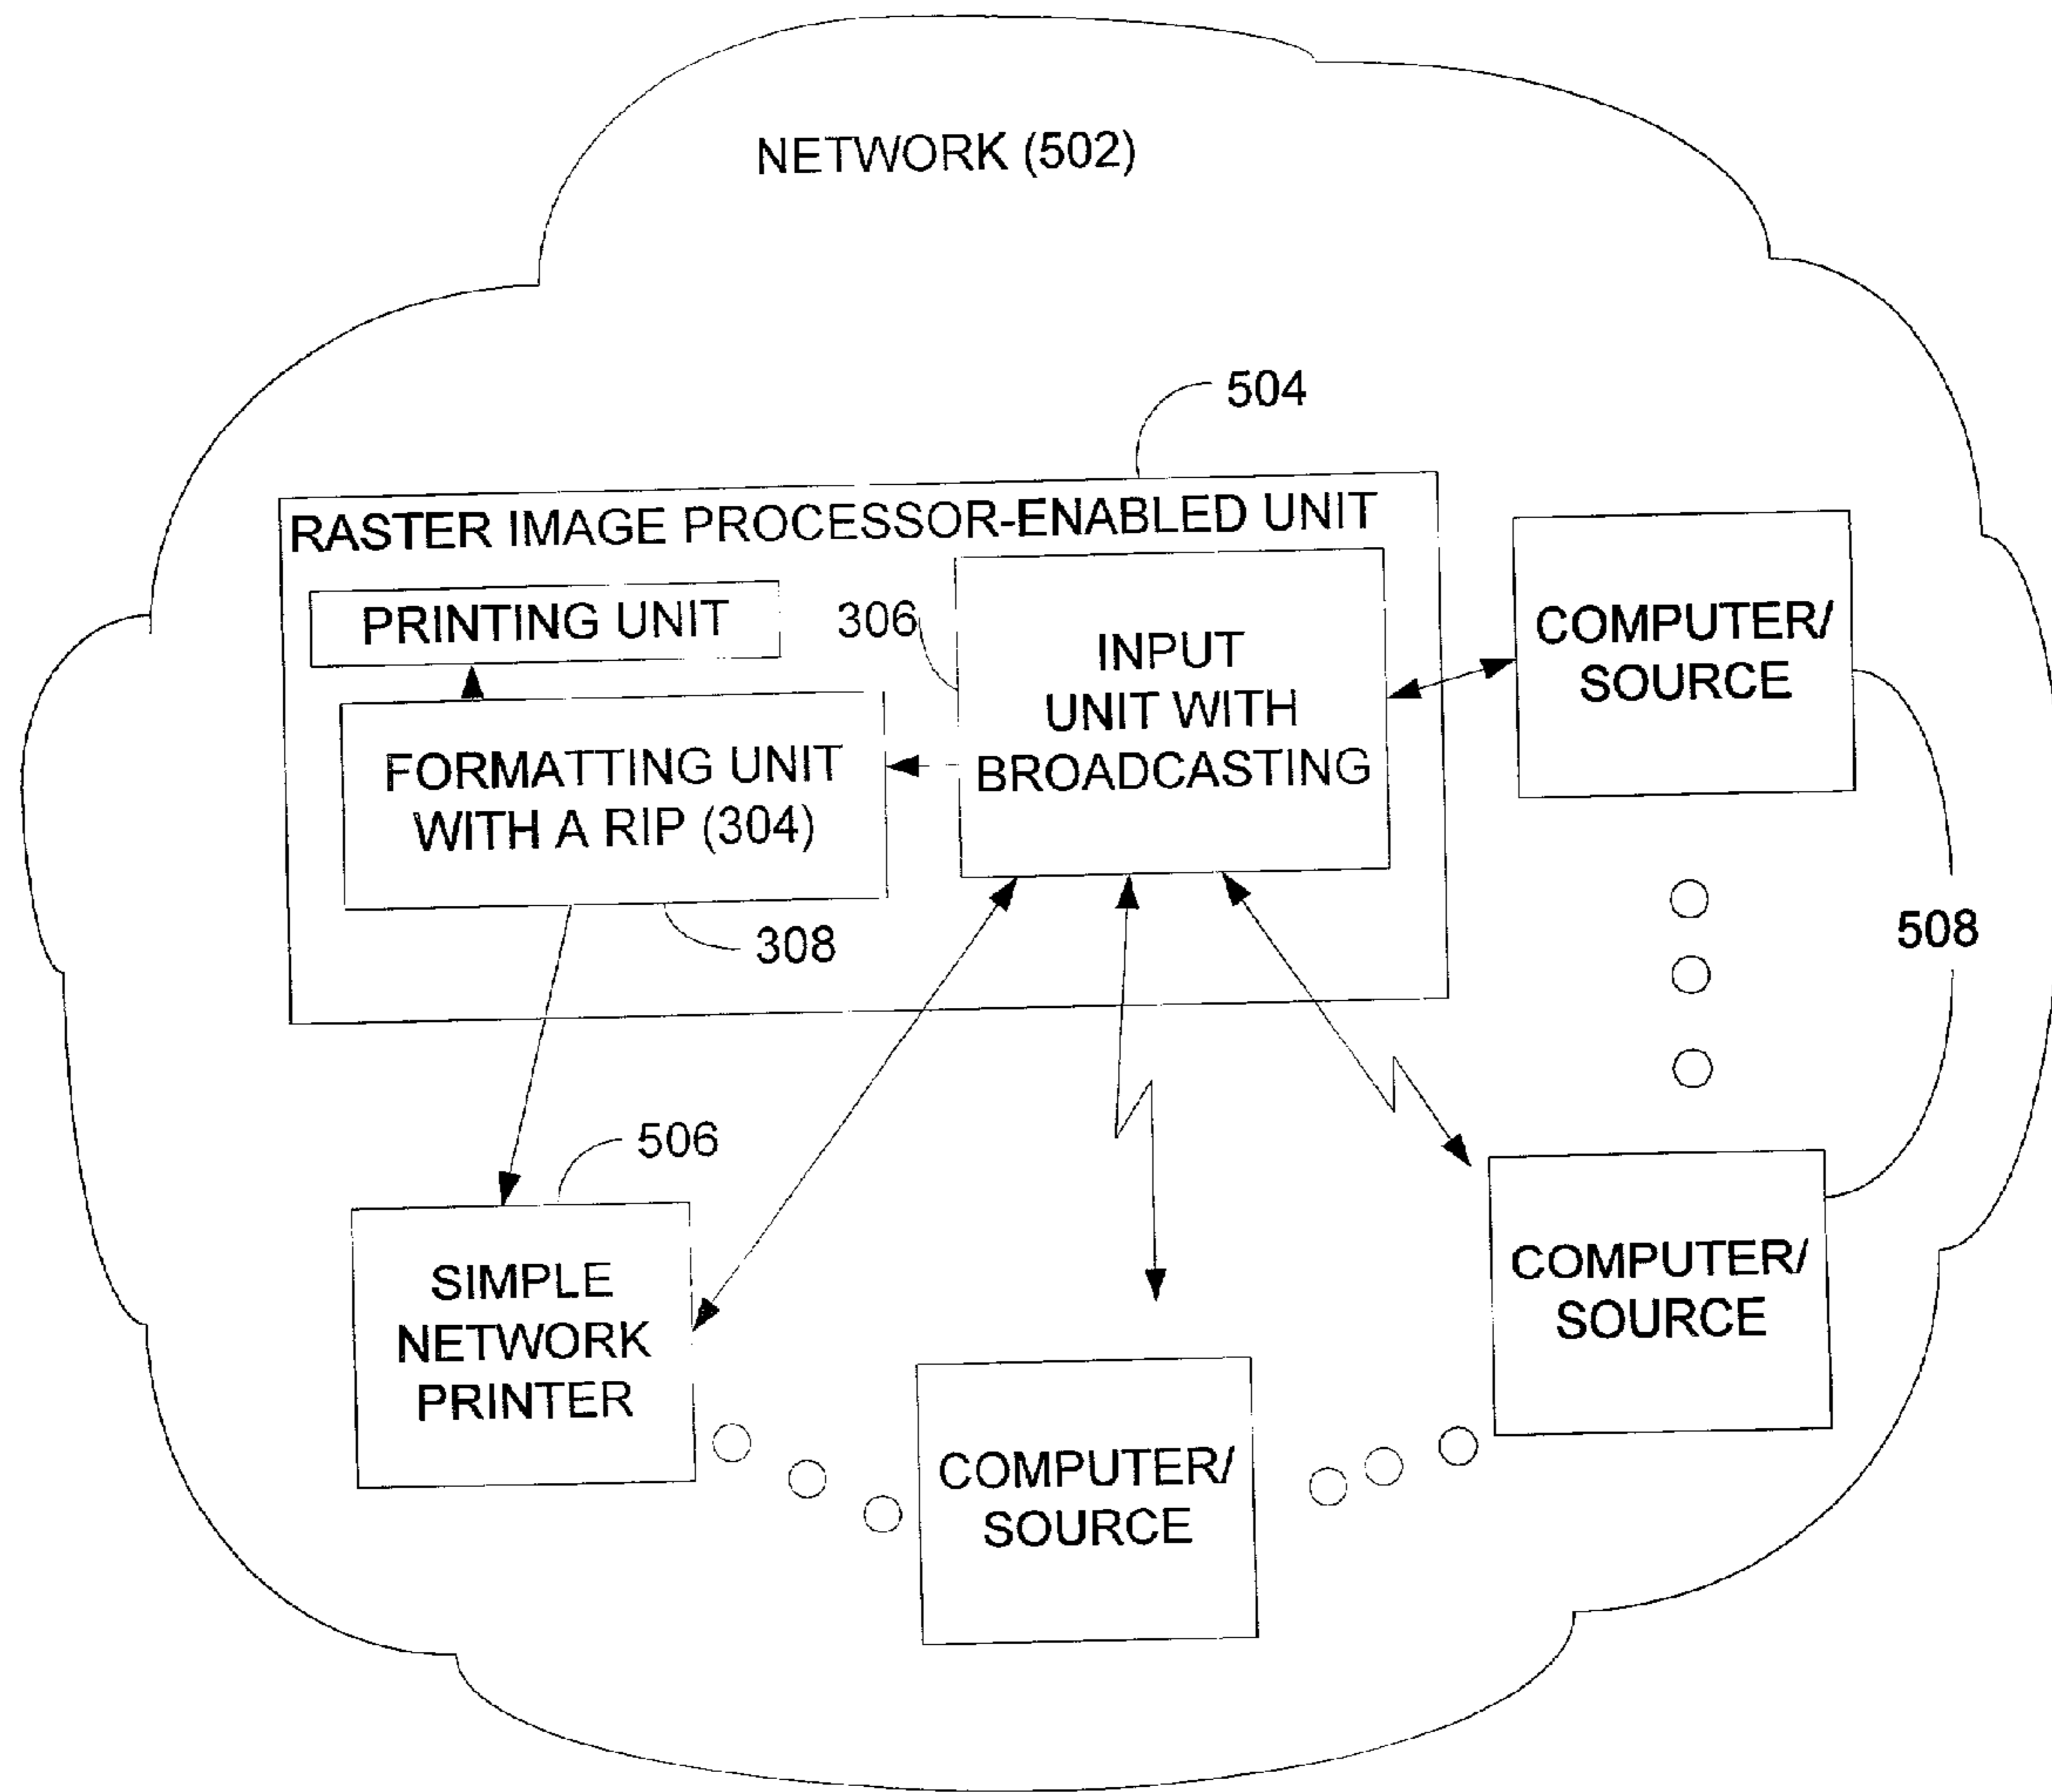 NETWORK (502)
504
RASTER IMAGE PROCESSOR-ENABLED UNIT
PRINTING UNIT
306
INPUT
UNIT WITH
BROADCASTING
FORMATTING UNIT
WITH A RIP (304)
308
COMPUTER/
SOURCE
508
506
SIMPLE
NETWORK
PRINTER
COMPUTER/
SOURCE
COMPUTER/
SOURCE